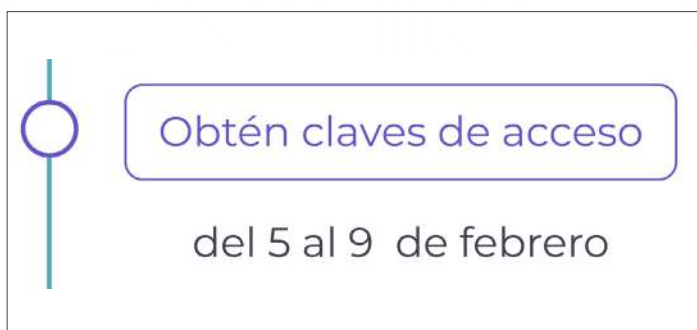 Obtén claves de acceso
del 5 al 9 de febrero